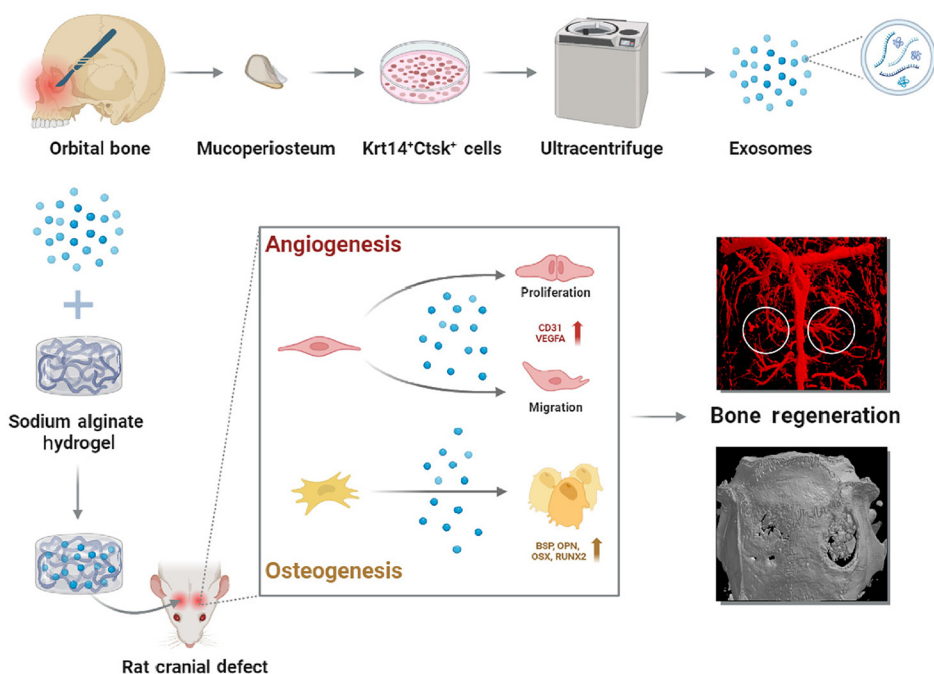 Orbital bone
Mucoperiosteum
Krt14⁺Ctsk⁺ cells
Ultracentrifuge
Exosomes
+
Sodium alginate
hydrogel
Rat cranial defect
Angiogenesis
Proliferation
CD31
VEGFA
Migration
BSP, OPN,
OSX, RUNX2
Osteogenesis
Bone regeneration